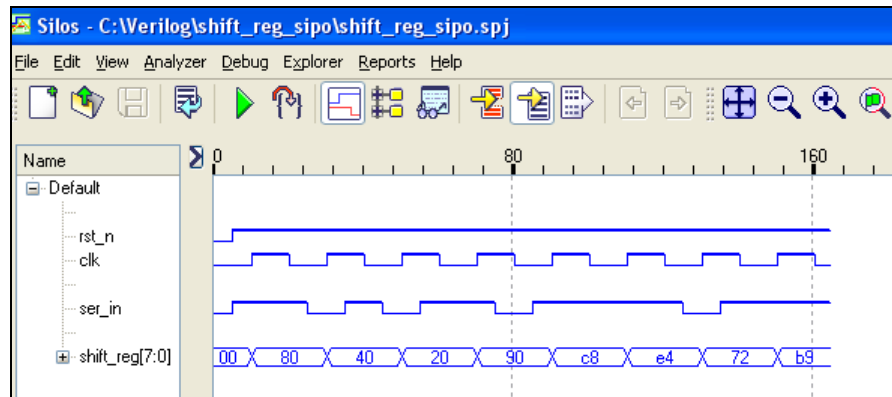 Silos - C:\Verilog\shift_reg_sipo\shift_reg_sipo.spj
File Edit View Analyzer Debug Explorer Reports Help
Name 0 80 160
Default
rst_n
clk
ser_in
shift_reg[7:0] 00 80 40 20 90 c8 e4 72 b9